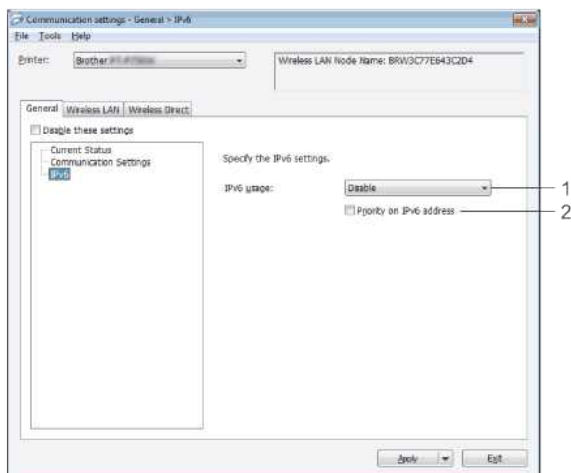 Communication settings - General > IPv6
File Tools Help
Printer: Brother
Wireless LAN Node Name: BRW3C77E643C2D4
General Wireless LAN Wireless Direct
Disable these settings
Current Status
Communication Settings
IPv6
Specify the IPv6 settings.
IPv6 usage: Disable 1
Priority on IPv6 address 2
Apply Exit